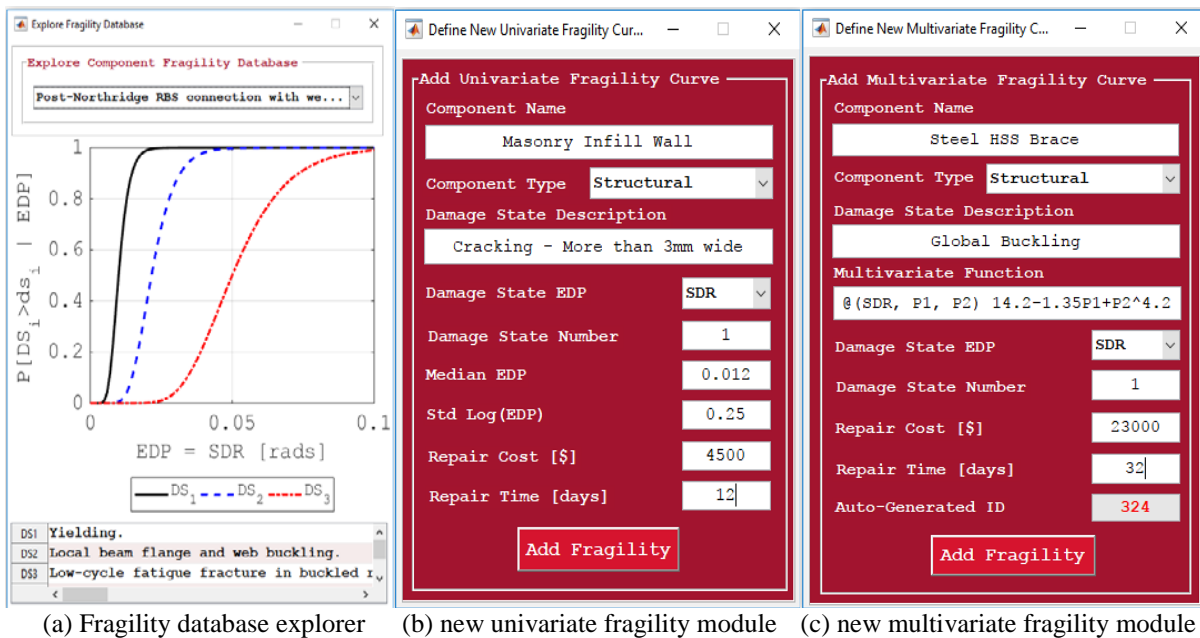 Explore Fragility Database
Explore Component Fragility Database
Post-Northridge RBS connection with we...
P[DSi>dsi | EDP]
1
0.8
0.6
0.4
0.2
0
0 0.05 0.1
EDP = SDR [rads]
DS1 DS2 DS3
DS1 Yielding.
DS2 Local beam flange and web buckling.
DS3 Low-cycle fatigue fracture in buckled r
(a) Fragility database explorer
Define New Univariate Fragility Cur...
Add Univariate Fragility Curve
Component Name
Masonry Infill Wall
Component Type Structural
Damage State Description
Cracking - More than 3mm wide
Damage State EDP SDR
Damage State Number 1
Median EDP 0.012
Std Log(EDP) 0.25
Repair Cost [$] 4500
Repair Time [days] 12
Add Fragility
(b) new univariate fragility module
Define New Multivariate Fragility C...
Add Multivariate Fragility Curve
Component Name
Steel HSS Brace
Component Type Structural
Damage State Description
Global Buckling
Multivariate Function
@(SDR, P1, P2) 14.2-1.35P1+P2^4.2
Damage State EDP SDR
Damage State Number 1
Repair Cost [$] 23000
Repair Time [days] 32
Auto-Generated ID 324
Add Fragility
(c) new multivariate fragility module